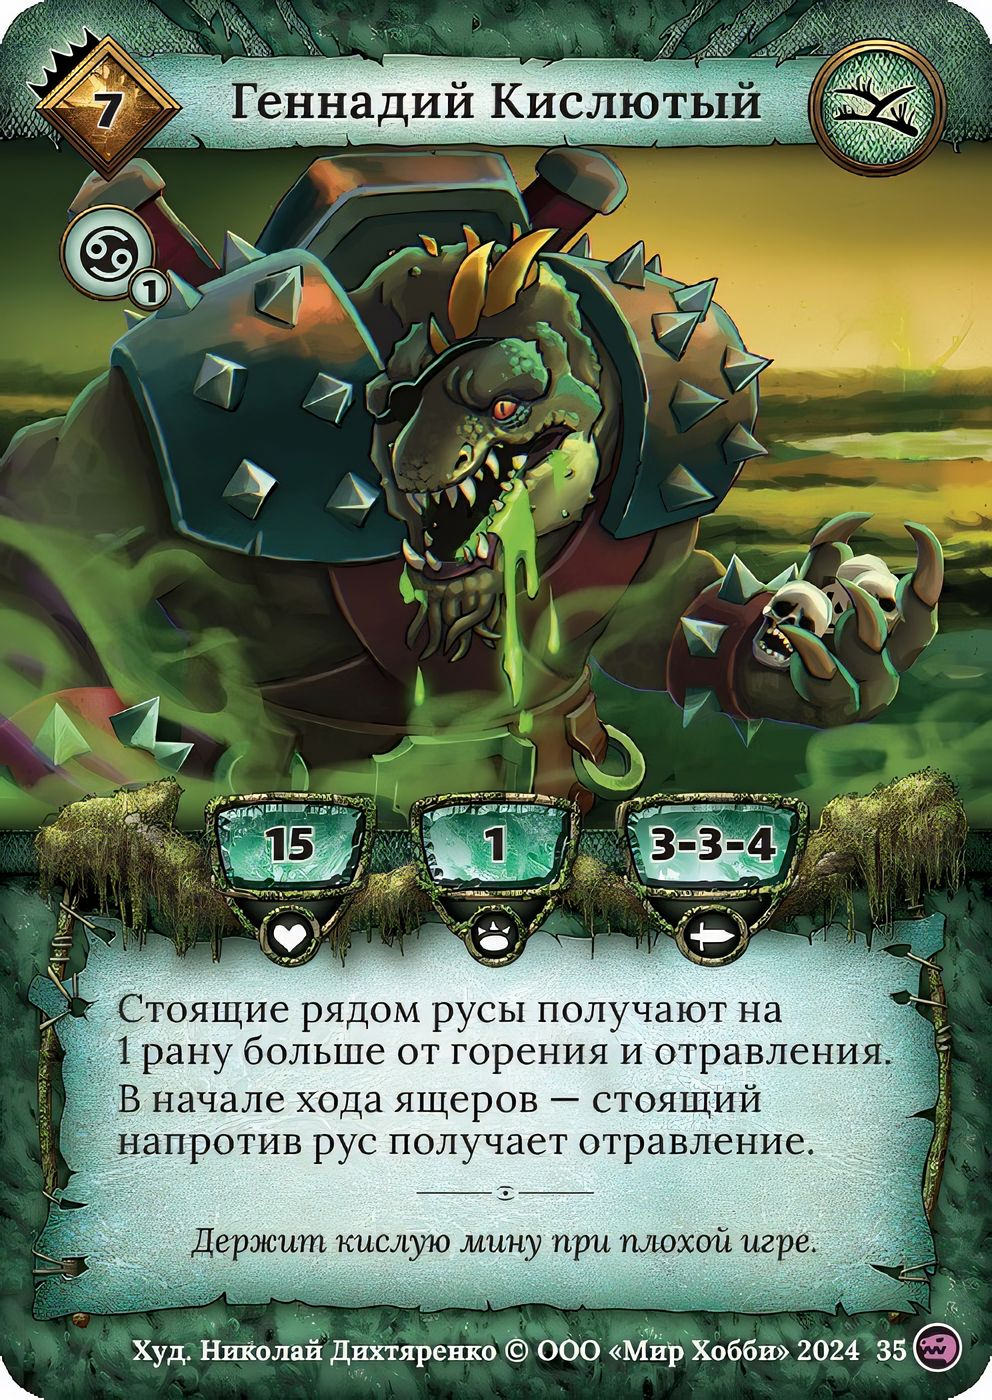 7
Геннадий Кислютый
1
15
1
3-3-4
Стоящие рядом русы получают на
1 рану больше от горения и отравления.
В начале хода ящеров — стоящий
напротив рус получает отравление.
Держит кислую мину при плохой игре.
Худ. Николай Дихтяренко © ООО «Мир Хобби» 2024 35